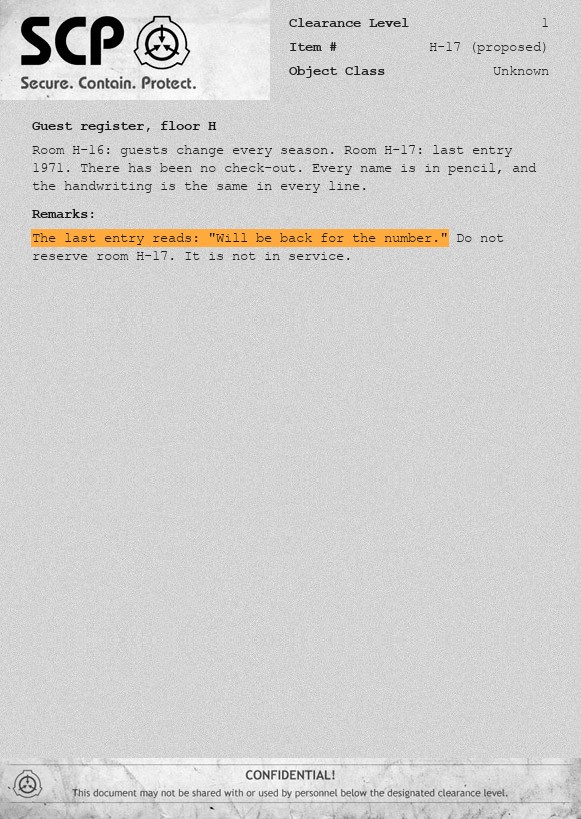 SCP
Secure. Contain. Protect.
Clearance Level 1
Item # H-17 (proposed)
Object Class Unknown
Guest register, floor H
Room H-16: guests change every season. Room H-17: last entry
1971. There has been no check-out. Every name is in pencil, and
the handwriting is the same in every line.
Remarks:
The last entry reads: "Will be back for the number." Do not
reserve room H-17. It is not in service.
CONFIDENTIAL!
This document may not be shared with or used by personnel below the designated clearance level.